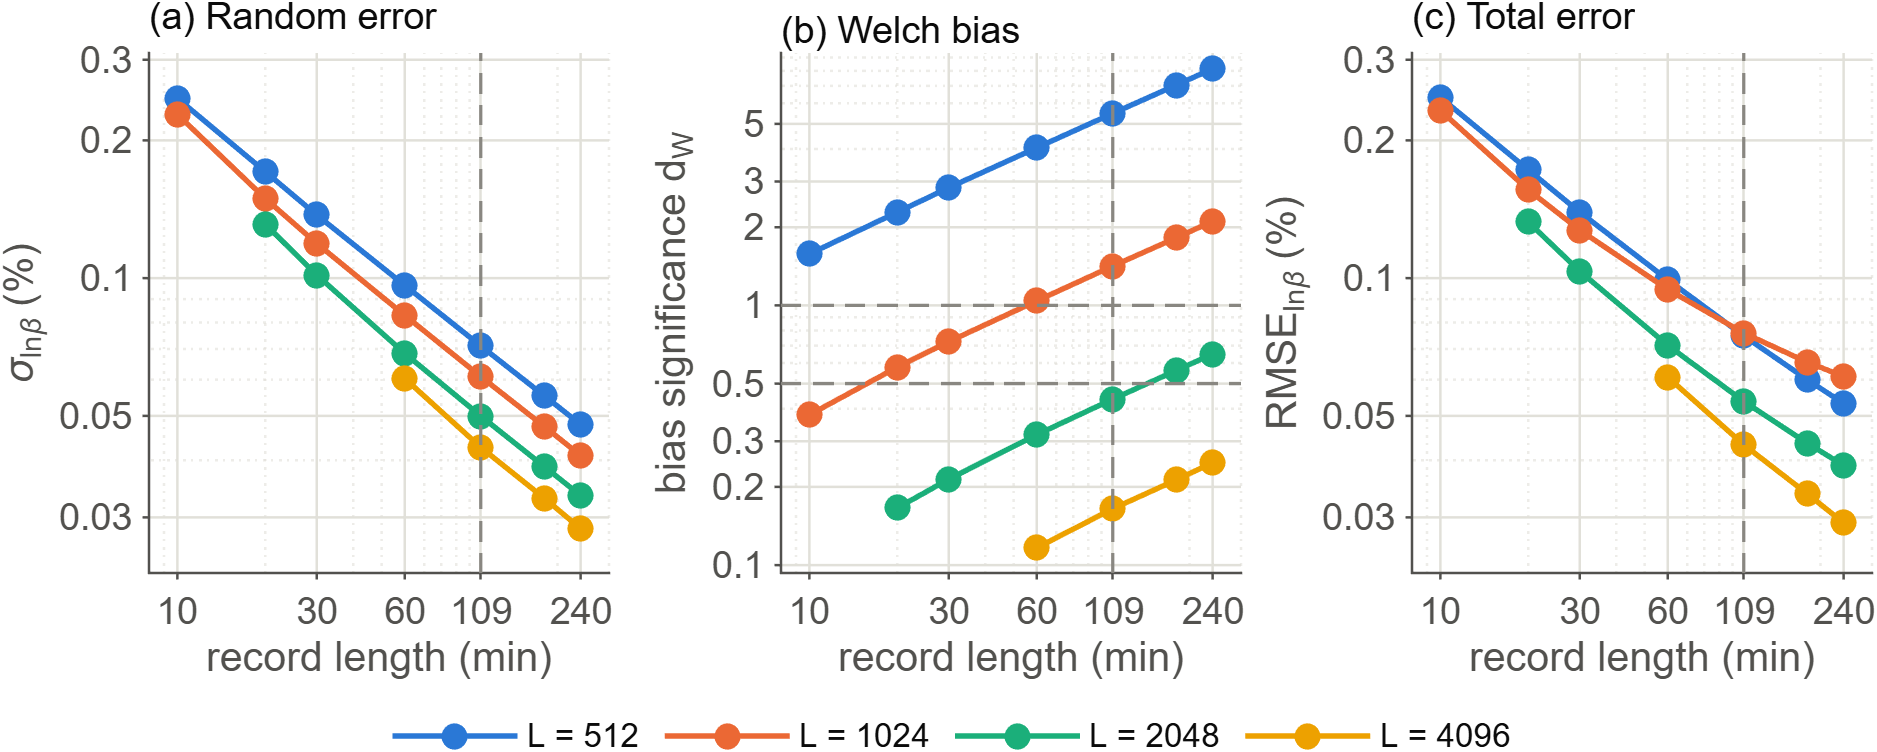 (a) Random error
0.3
0.2
0.1
0.05
0.03
σlnβ (%)
10 30 60 109 240
record length (min)
(b) Welch bias
5
3
2
1
0.5
0.3
0.2
0.1
bias significance dW
10 30 60 109 240
record length (min)
(c) Total error
0.3
0.2
0.1
0.05
0.03
RMSElnβ (%)
10 30 60 109 240
record length (min)
L = 512 L = 1024 L = 2048 L = 4096